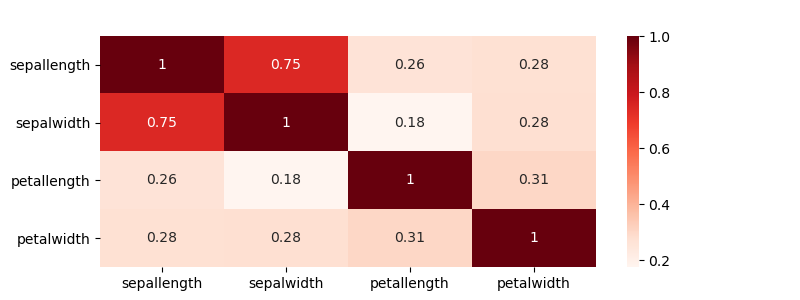 sepallength 1 0.75 0.26 0.28
sepalwidth 0.75 1 0.18 0.28
petallength 0.26 0.18 1 0.31
petalwidth 0.28 0.28 0.31 1
sepallength sepalwidth petallength petalwidth
1.0
0.8
0.6
0.4
0.2